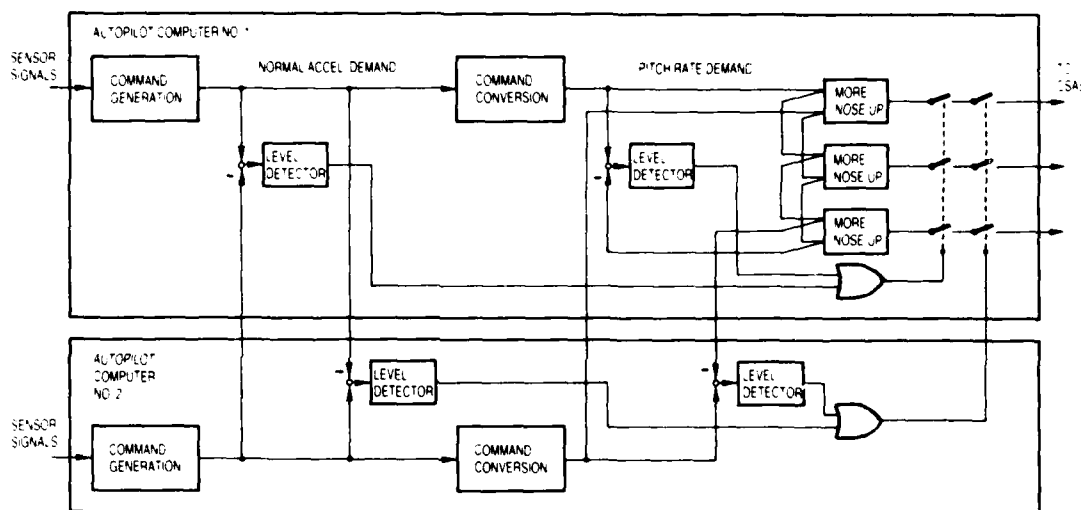 AUTOPILOT COMPUTER NO. 1
SENSOR
SIGNALS
COMMAND
GENERATION
NORMAL ACCEL DEMAND
COMMAND
CONVERSION
PITCH RATE DEMAND
MORE
NOSE UP
TO
LEVEL
DETECTOR
LEVEL
DETECTOR
MORE
NOSE UP
MORE
NOSE UP
AUTOPILOT
COMPUTER
NO. 2
LEVEL
DETECTOR
LEVEL
DETECTOR
SENSOR
SIGNALS
COMMAND
GENERATION
COMMAND
CONVERSION